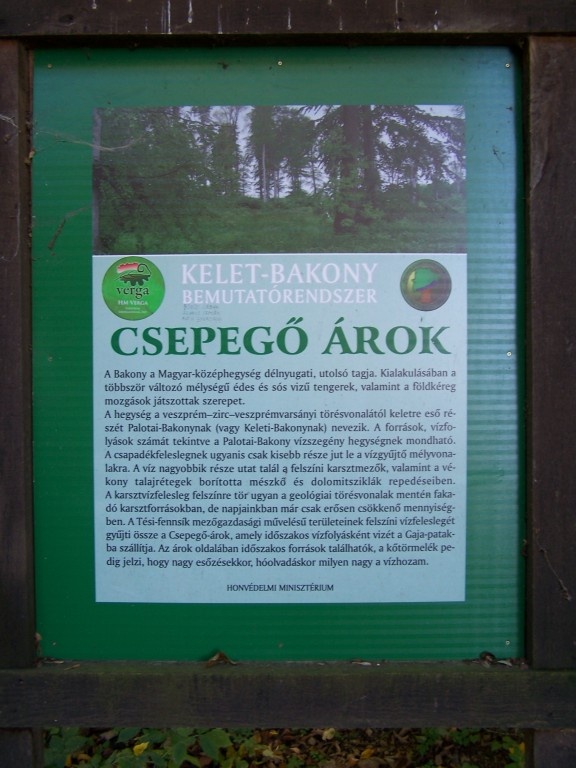 KELET-BAKONY
BEMUTATÓRENDSZER
verga
HM VERGA
CSEPEGŐ ÁROK
A Bakony a Magyar-középhegység délnyugati, utolsó tagja. Kialakulásában a
többször változó mélységű édes és sós vizű tengerek, valamint a földkéreg
mozgások játszottak szerepet.
A hegység a veszprém–zirc–veszprémvarsányi törésvonalától keletre eső ré-
szét Palotai-Bakonynak (vagy Keleti-Bakonynak) nevezik. A források, vízfo-
lyások számát tekintve a Palotai-Bakony vízszegény hegységnek mondható.
A csapadékfeleslegnek ugyanis csak kisebb része jut le a vízgyűjtő mélyvona-
lakra. A víz nagyobbik része utat talál a felszíni karsztmezők, valamint a vé-
kony talajrétegek borította mészkő és dolomitsziklák repedéseiben.
A karsztvízfelesleg felszínre tör ugyan a geológiai törésvonalak mentén faka-
dó karsztforrásokban, de napjainkban már csak erősen csökkenő mennyiség-
ben. A Tési-fennsík mezőgazdasági művelésű területeinek felszíni vízfeleslegét
gyűjti össze a Csepegő-árok, amely időszakos vízfolyásként vizét a Gaja-patak-
ba szállítja. Az árok oldalában időszakos források találhatók, a kőtörmelék pe-
dig jelzi, hogy nagy esőzésekkor, hóolvadáskor milyen nagy a vízhozam.
HONVÉDELMI MINISZTÉRIUM